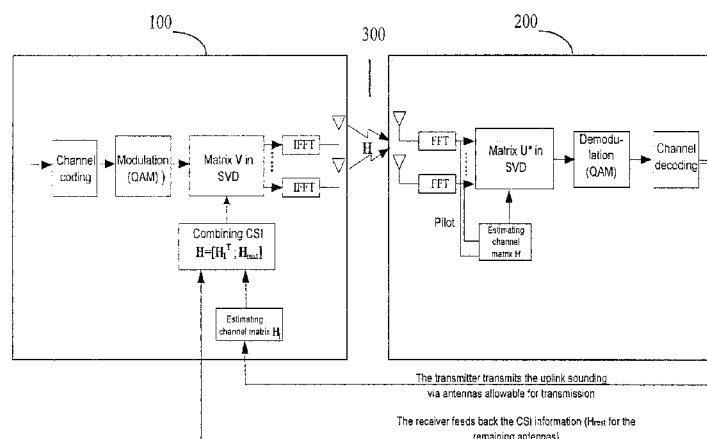 100
300
200
Channel
coding
Modulation
(QAM) )
Matrix V in
SVD
IFFT
IFFT
H
FFT
FFT
Matrix U* in
SVD
Demodu-
lation
(QAM)
Channel
decoding
Combining CSI
H=[H₁ᵀ ; Hrest]
Pilot
Estimating
channel
matrix H
Estimating
channel matrix H₁
The transmitter transmits the uplink sounding
via antennas allowable for transmission
The receiver feeds back the CSI information (Hrest for the
remaining antennas)